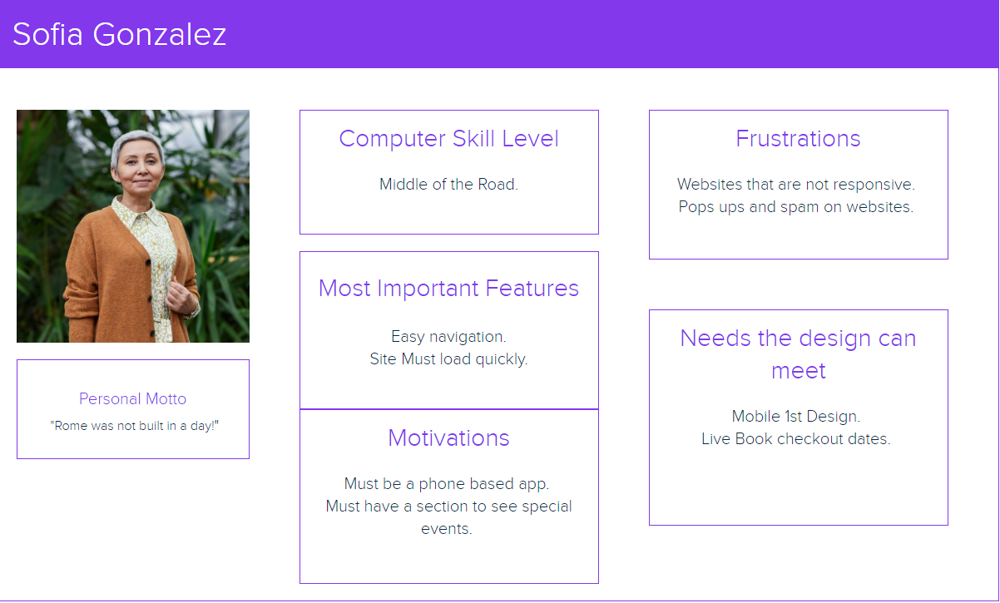 Sofia Gonzalez
Personal Motto
"Rome was not built in a day!"
Computer Skill Level
Middle of the Road.
Most Important Features
Easy navigation.
Site Must load quickly.
Motivations
Must be a phone based app.
Must have a section to see special
events.
Frustrations
Websites that are not responsive.
Pops ups and spam on websites.
Needs the design can
meet
Mobile 1st Design.
Live Book checkout dates.